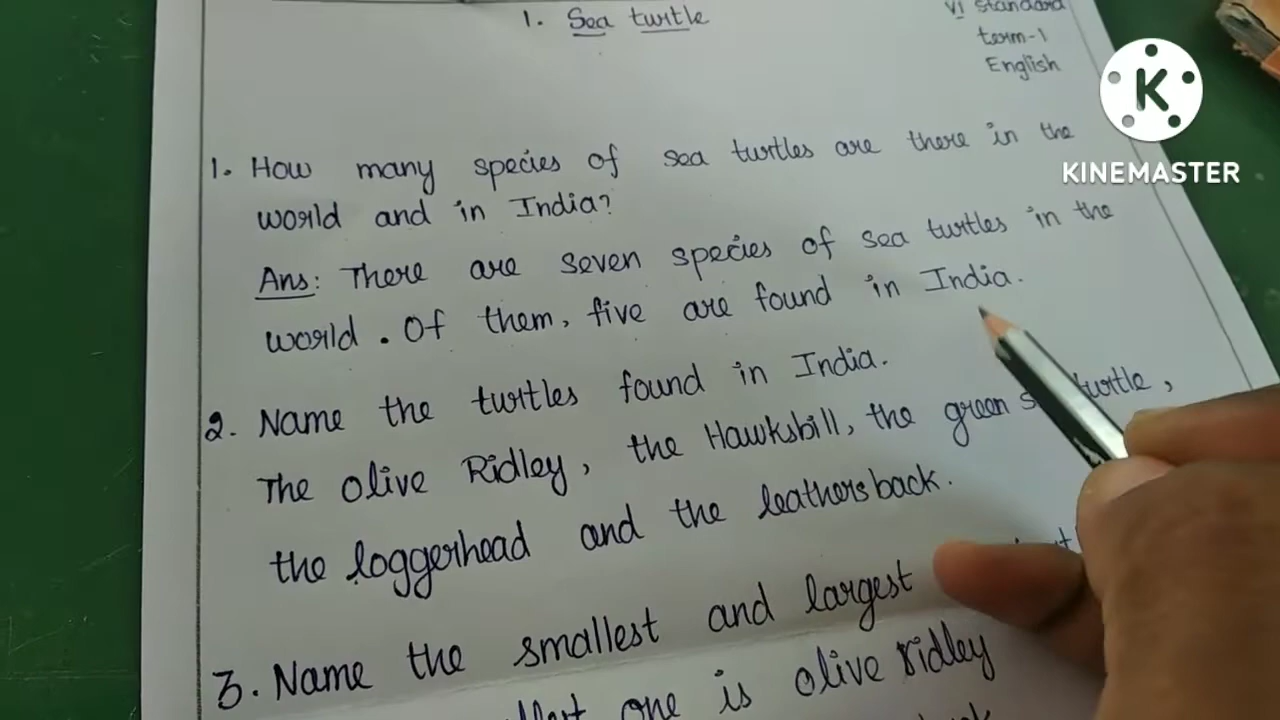 1. Sea turtle
VI Standard
term-1
English
K
KINEMASTER
1. How many species of sea turtles are there in the
world and in India?
Ans: There are seven species of sea turtles in the
world. Of them, five are found in India.
2. Name the turtles found in India.
The olive Ridley, the Hawksbill, the green turtle,
the loggerhead and the leathersback.
3. Name the smallest and largest
one is olive ridley